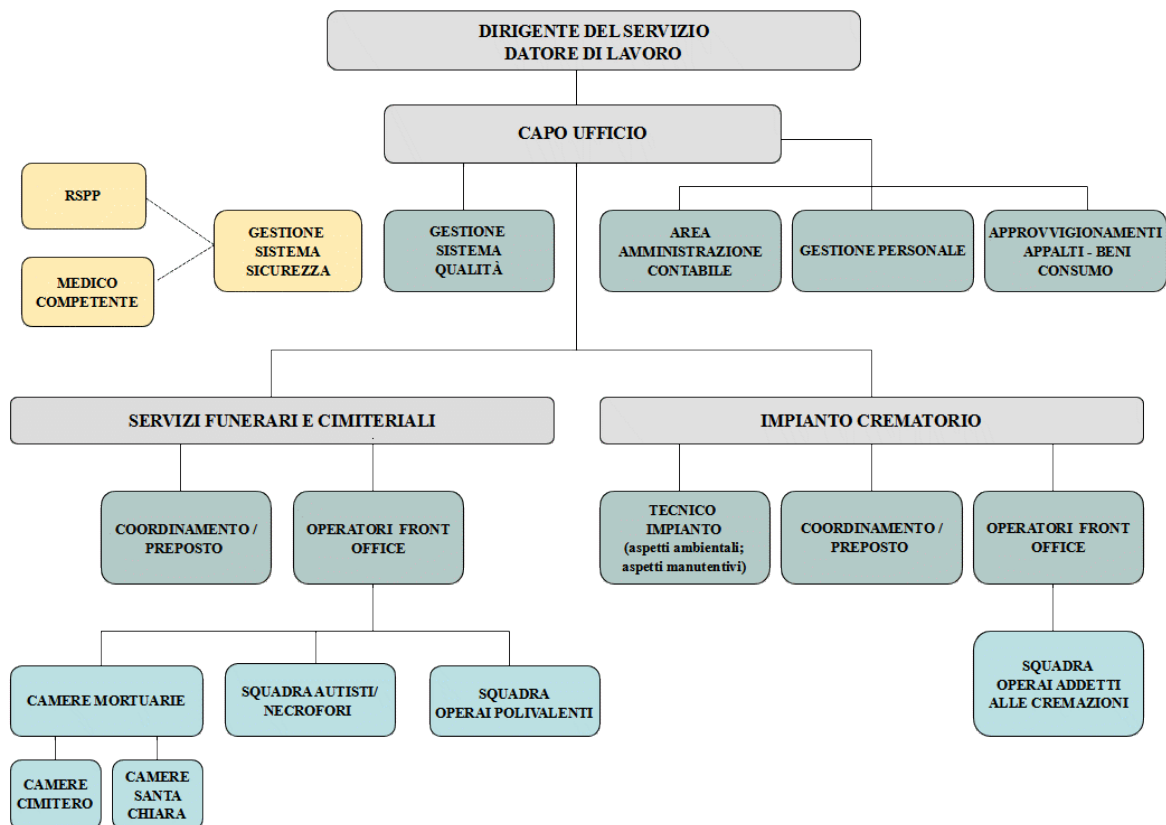 DIRIGENTE DEL SERVIZIO
DATORE DI LAVORO
CAPO UFFICIO
RSPP
MEDICO
COMPETENTE
GESTIONE
SISTEMA
SICUREZZA
GESTIONE
SISTEMA
QUALITÀ
AREA
AMMINISTRAZIONE
CONTABILE
GESTIONE PERSONALE
APPROVVIGIONAMENTI
APPALTI - BENI
CONSUMO
SERVIZI FUNERARI E CIMITERIALI
IMPIANTO CREMATORIO
COORDINAMENTO /
PREPOSTO
OPERATORI FRONT
OFFICE
TECNICO
IMPIANTO
(aspetti ambientali;
aspetti manutentivi)
COORDINAMENTO /
PREPOSTO
OPERATORI FRONT
OFFICE
CAMERE MORTUARIE
SQUADRA AUTISTI/
NECROFORI
SQUADRA
OPERAI POLIVALENTI
SQUADRA
OPERAI ADDETTI
ALLE CREMAZIONI
CAMERE
CIMITERO
CAMERE
SANTA
CHIARA